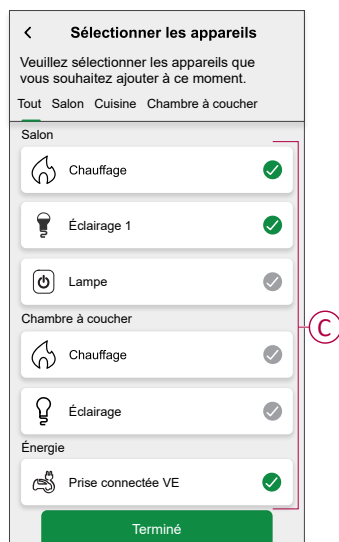 Sélectionner les appareils
Veuillez sélectionner les appareils que
vous souhaitez ajouter à ce moment.
Tout Salon Cuisine Chambre à coucher
Salon
Chauffage
Éclairage 1
Lampe
C
Chambre à coucher
Chauffage
Éclairage
Énergie
Prise connectée VE
Terminé